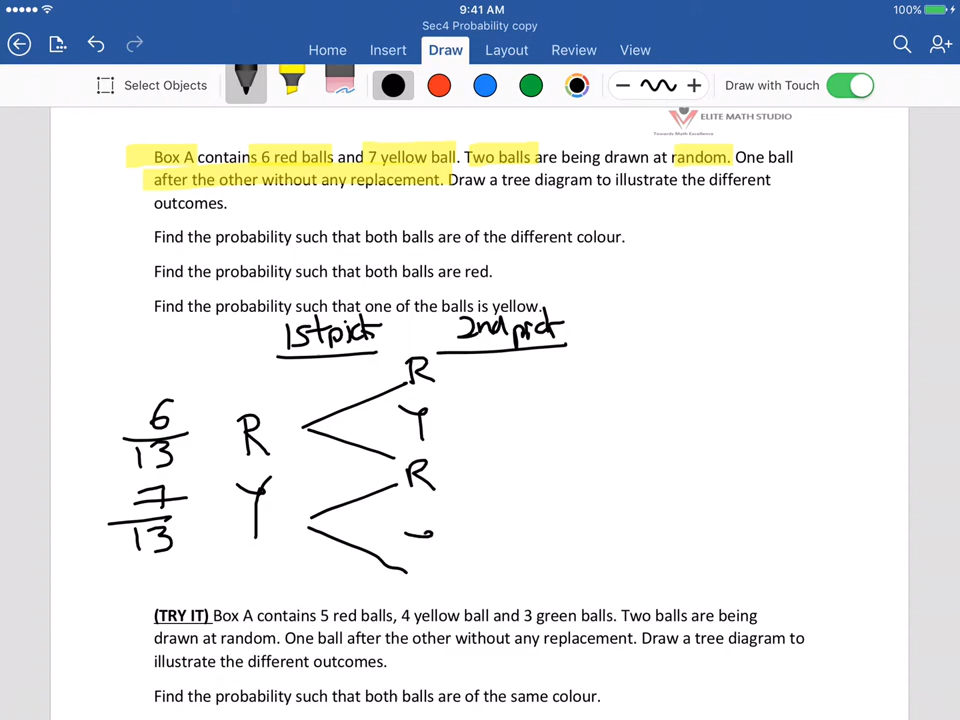 9:41 AM
100%
Sec4 Probability copy
Home Insert Draw Layout Review View
Select Objects
Draw with Touch
ELITE MATH STUDIO
Towards Math Excellence
Box A contains 6 red balls and 7 yellow ball. Two balls are being drawn at random. One ball
after the other without any replacement. Draw a tree diagram to illustrate the different
outcomes.
Find the probability such that both balls are of the different colour.
Find the probability such that both balls are red.
Find the probability such that one of the balls is yellow.
1st pick 2nd pick
R
6
13
R
Y
R
7
13
Y
(TRY IT) Box A contains 5 red balls, 4 yellow ball and 3 green balls. Two balls are being
drawn at random. One ball after the other without any replacement. Draw a tree diagram to
illustrate the different outcomes.
Find the probability such that both balls are of the same colour.